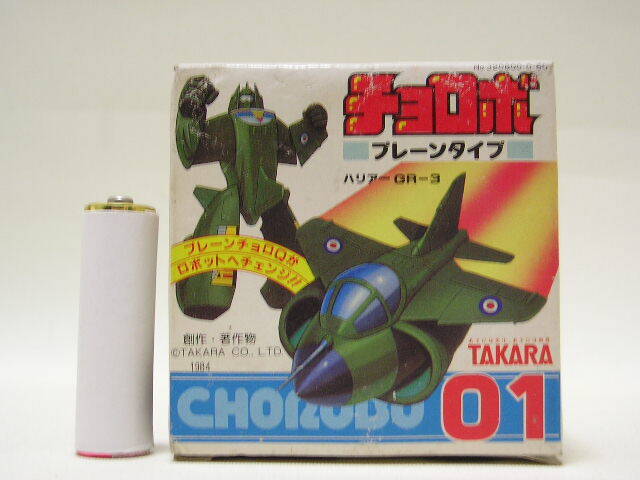 チョロボ
プレーンタイプ
ハリアー GR-3
プレーンチョロQが
ロボットへチェンジ!!
創作・著作物
©TAKARA CO., LTD.
1984
TAKARA
CHOROBO
01